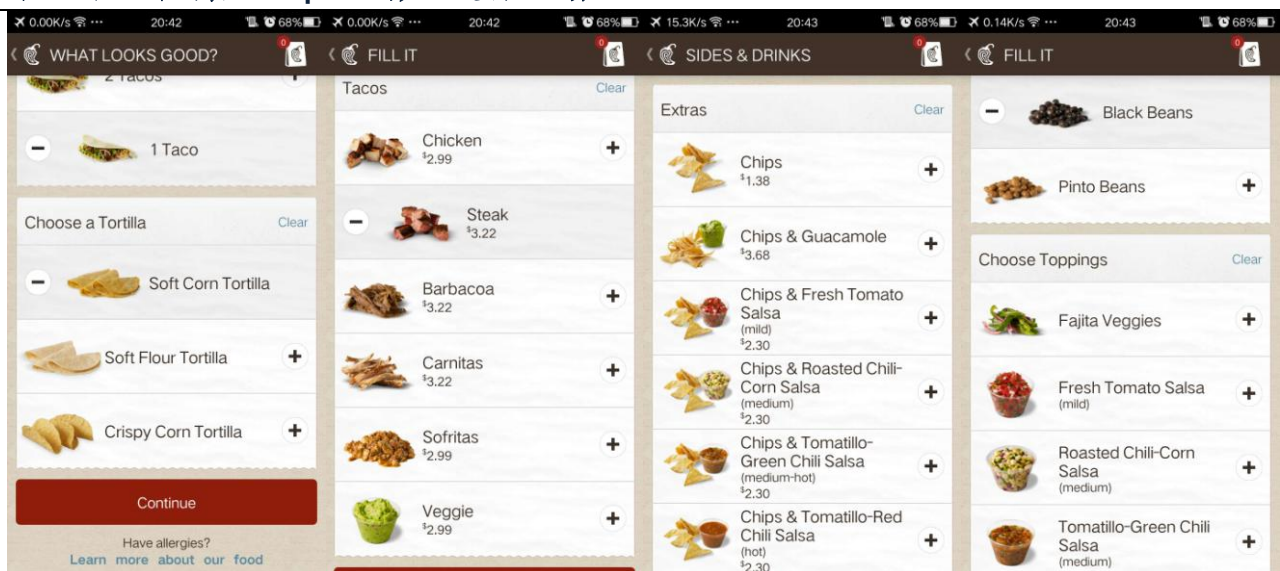 0.00K/s ··· 20:42 68%
WHAT LOOKS GOOD? 0
2 Tacos
1 Taco
Choose a Tortilla Clear
Soft Corn Tortilla
Soft Flour Tortilla
Crispy Corn Tortilla
Continue
Have allergies?
Learn more about our food
0.00K/s ··· 20:42 68%
FILL IT 0
Tacos Clear
Chicken
$2.99
Steak
$3.22
Barbacoa
$3.22
Carnitas
$3.22
Sofritas
$2.99
Veggie
$2.99
15.3K/s ··· 20:43 68%
SIDES & DRINKS 0
Extras Clear
Chips
$1.38
Chips & Guacamole
$3.68
Chips & Fresh Tomato
Salsa
(mild)
$2.30
Chips & Roasted Chili-
Corn Salsa
(medium)
$2.30
Chips & Tomatillo-
Green Chili Salsa
(medium-hot)
$2.30
Chips & Tomatillo-Red
Chili Salsa
(hot)
$2.30
0.14K/s ··· 20:43 68%
FILL IT 0
Black Beans
Pinto Beans
Choose Toppings Clear
Fajita Veggies
Fresh Tomato Salsa
(mild)
Roasted Chili-Corn
Salsa
(medium)
Tomatillo-Green Chili
Salsa
(medium)